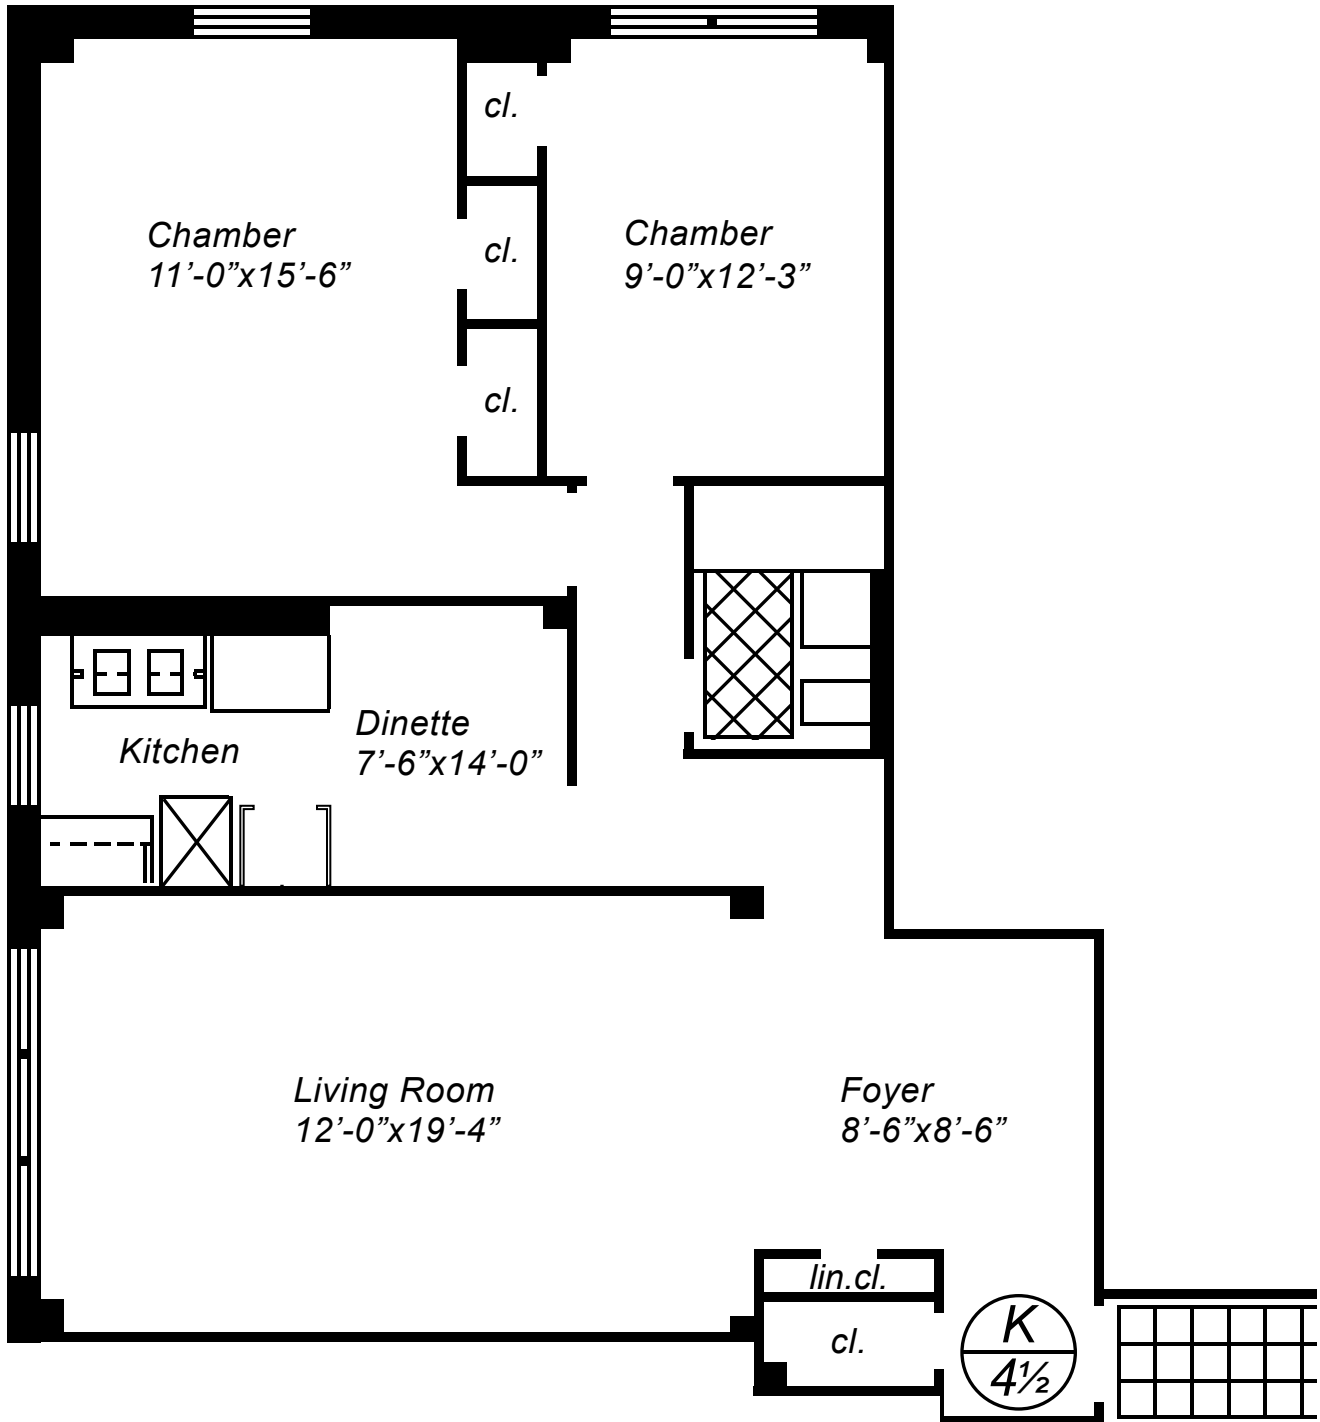 cl.
cl.
cl.
Chamber
11’-0”x15’-6”
Chamber
9’-0”x12’-3”
Kitchen
Dinette
7’-6”x14’-0”
Living Room
12’-0”x19’-4”
Foyer
8’-6”x8’-6”
lin.cl.
cl.
K
4½